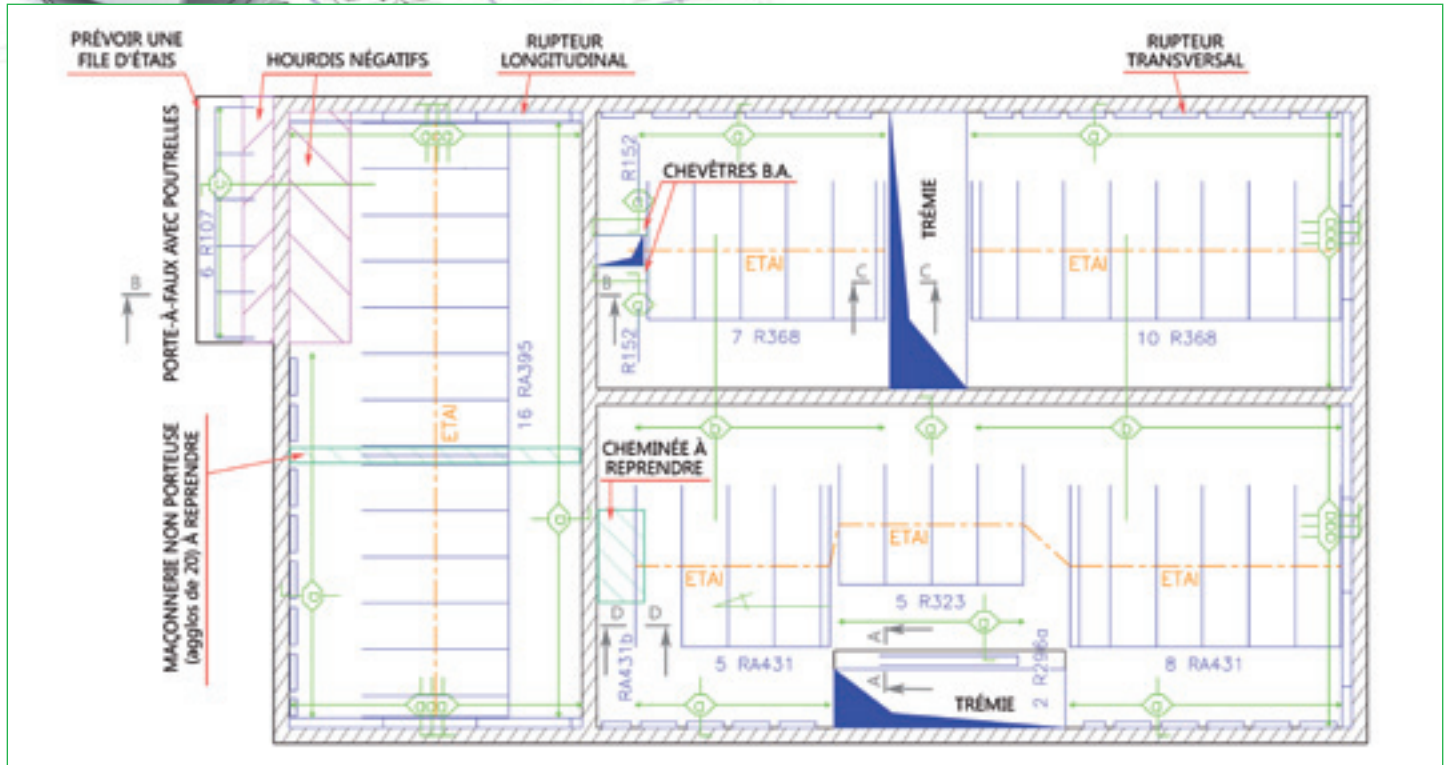 PRÉVOIR UNE
FILE D'ÉTAIS
HOURDIS NÉGATIFS
RUPTEUR
LONGITUDINAL
RUPTEUR
TRANSVERSAL
PORTE-À-FAUX AVEC POUTRELLES
6 R107
a
a
a
a
a
a
R152
a
CHEVÊTRES B.A.
TRÉMIE
ETAI
ETAI
B
B
C
C
a
R152
7 R368
10 R368
16 RA395
ETAI
MAÇONNERIE NON PORTEUSE
(agglos de 20) À REPRENDRE
CHEMINÉE À
REPRENDRE
b
a
b
a
a
ETAI
ETAI
ETAI
a
5 R323
D
D
A
A
a
RA431b
5 RA431
2 R296a
8 RA431
TRÉMIE
a
a
a
a
a